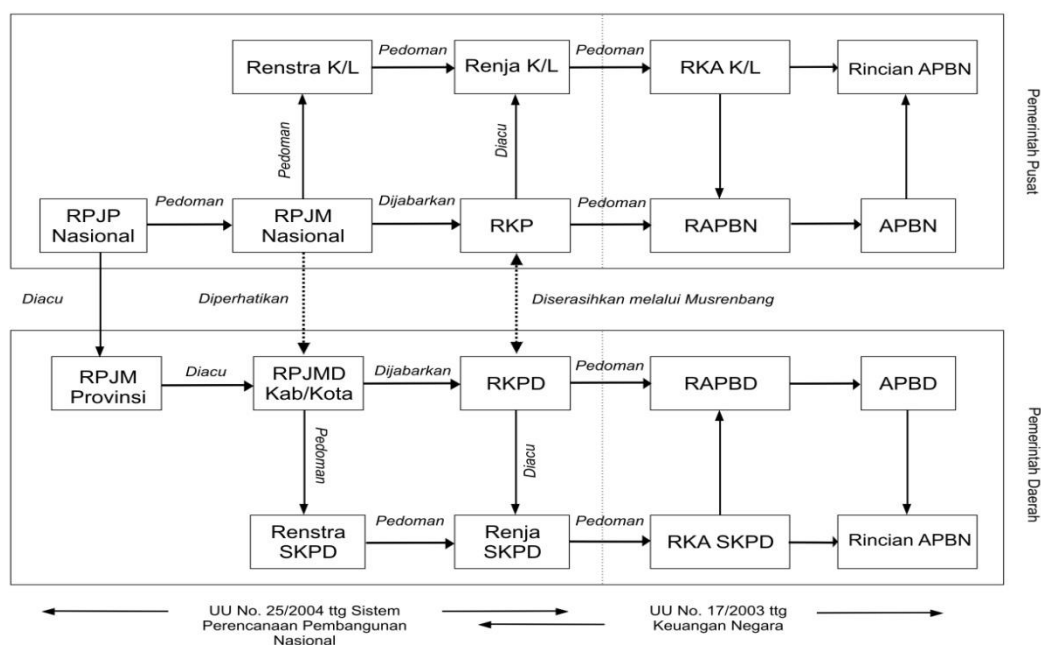 Pedoman
Pedoman
Pedoman
Renstra K/L
Renja K/L
RKA K/L
Rincian APBN
Pedoman
Diacu
Pemerintah Pusat
RPJP
Nasional
Pedoman
RPJM
Nasional
Dijabarkan
RKP
Pedoman
RAPBN
APBN
Diacu
Diperhatikan
Diserasihkan melalui Musrenbang
RPJM
Provinsi
Diacu
RPJMD
Kab/Kota
Dijabarkan
RKPD
Pedoman
RAPBD
APBD
Pedoman
Diacu
Pemerintah Daerah
Renstra
SKPD
Pedoman
Renja
SKPD
Pedoman
RKA SKPD
Rincian APBN
UU No. 25/2004 ttg Sistem
Perencanaan Pembangunan
Nasional
UU No. 17/2003 ttg
Keuangan Negara